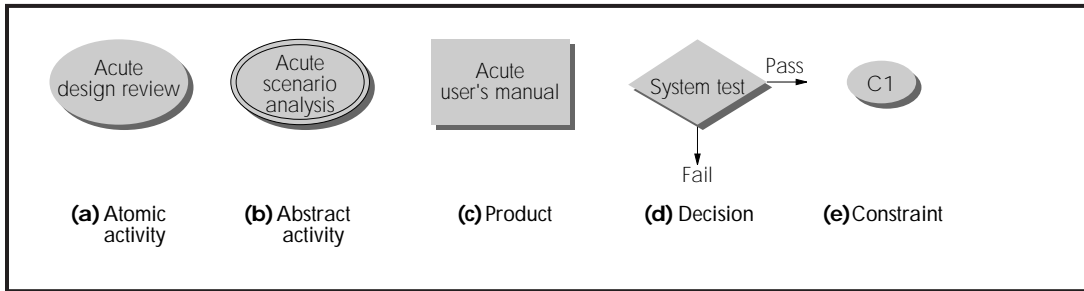 Acute
design review
Acute
scenario
analysis
Acute
user's manual
System test
Pass
Fail
C1
(a) Atomic
activity
(b) Abstract
activity
(c) Product
(d) Decision
(e) Constraint